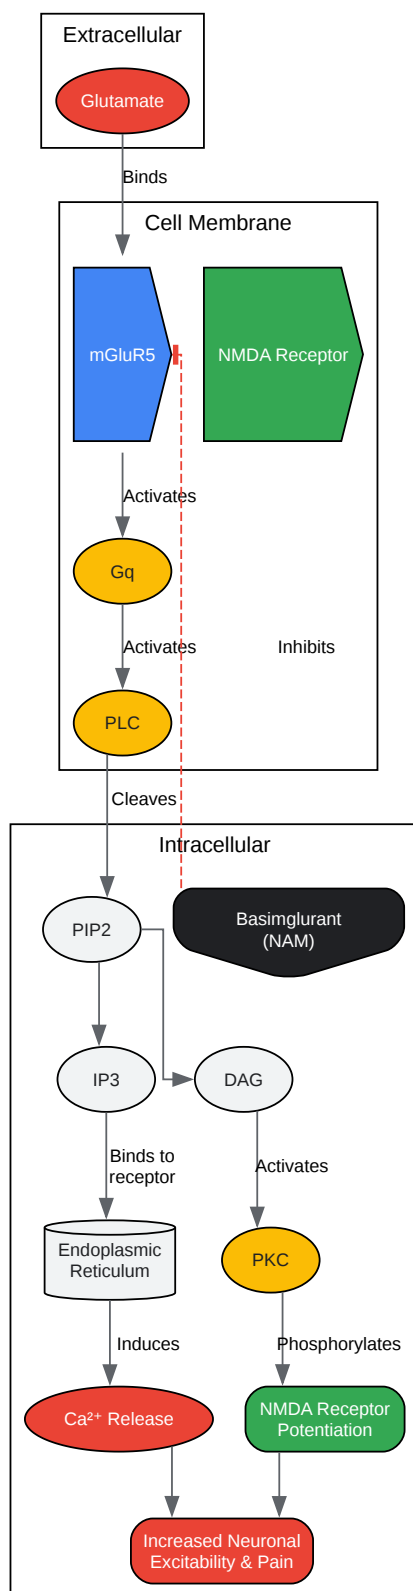 Extracellular
Glutamate
Binds
Cell Membrane
mGluR5
NMDA Receptor
Activates
Gq
Activates
Inhibits
PLC
Cleaves
Intracellular
PIP2
Basimglurant
(NAM)
IP3
DAG
Binds to
receptor
Activates
Endoplasmic
Reticulum
PKC
Induces
Phosphorylates
Ca²⁺ Release
NMDA Receptor
Potentiation
Increased Neuronal
Excitability & Pain